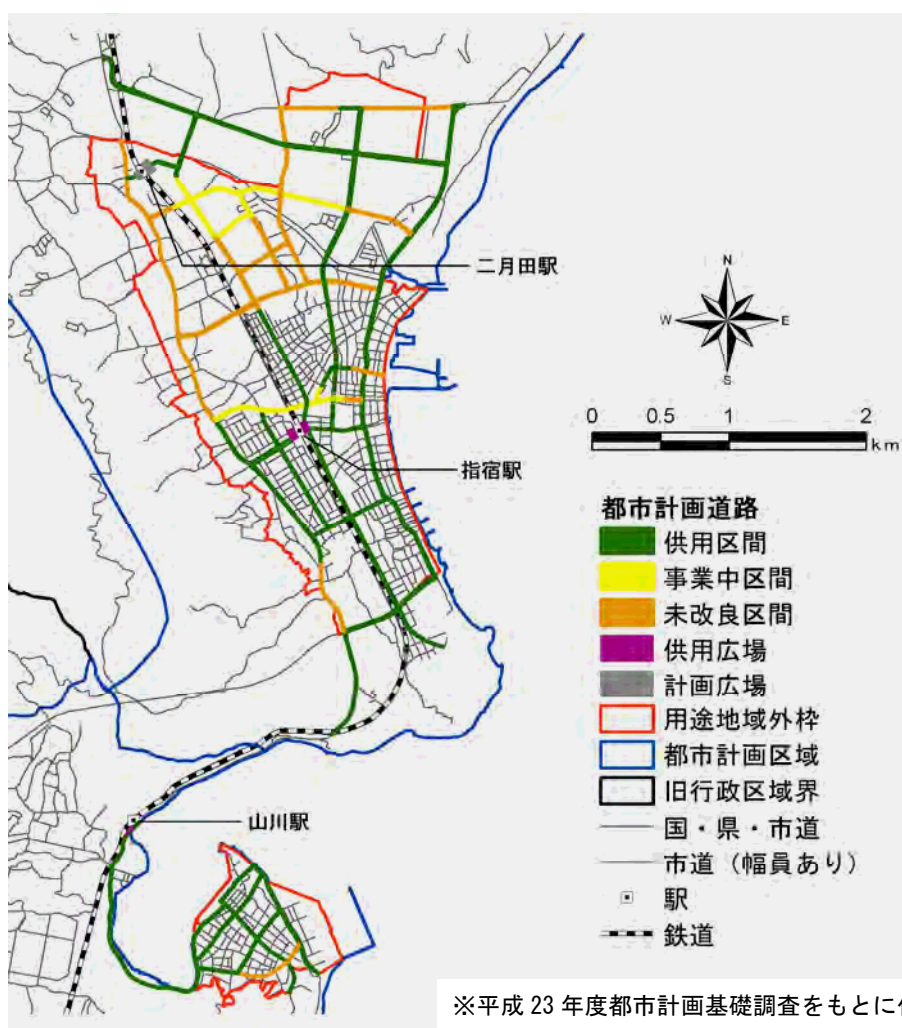 二月田駅
N
W
E
S
0
0.5
1
2
km
指宿駅
都市計画道路
供用区間
事業中区間
未改良区間
供用広場
計画広場
用途地域外枠
都市計画区域
旧行政区域界
国・県・市道
市道（幅員あり）
駅
鉄道
山川駅
※平成 23 年度都市計画基礎調査をもとに